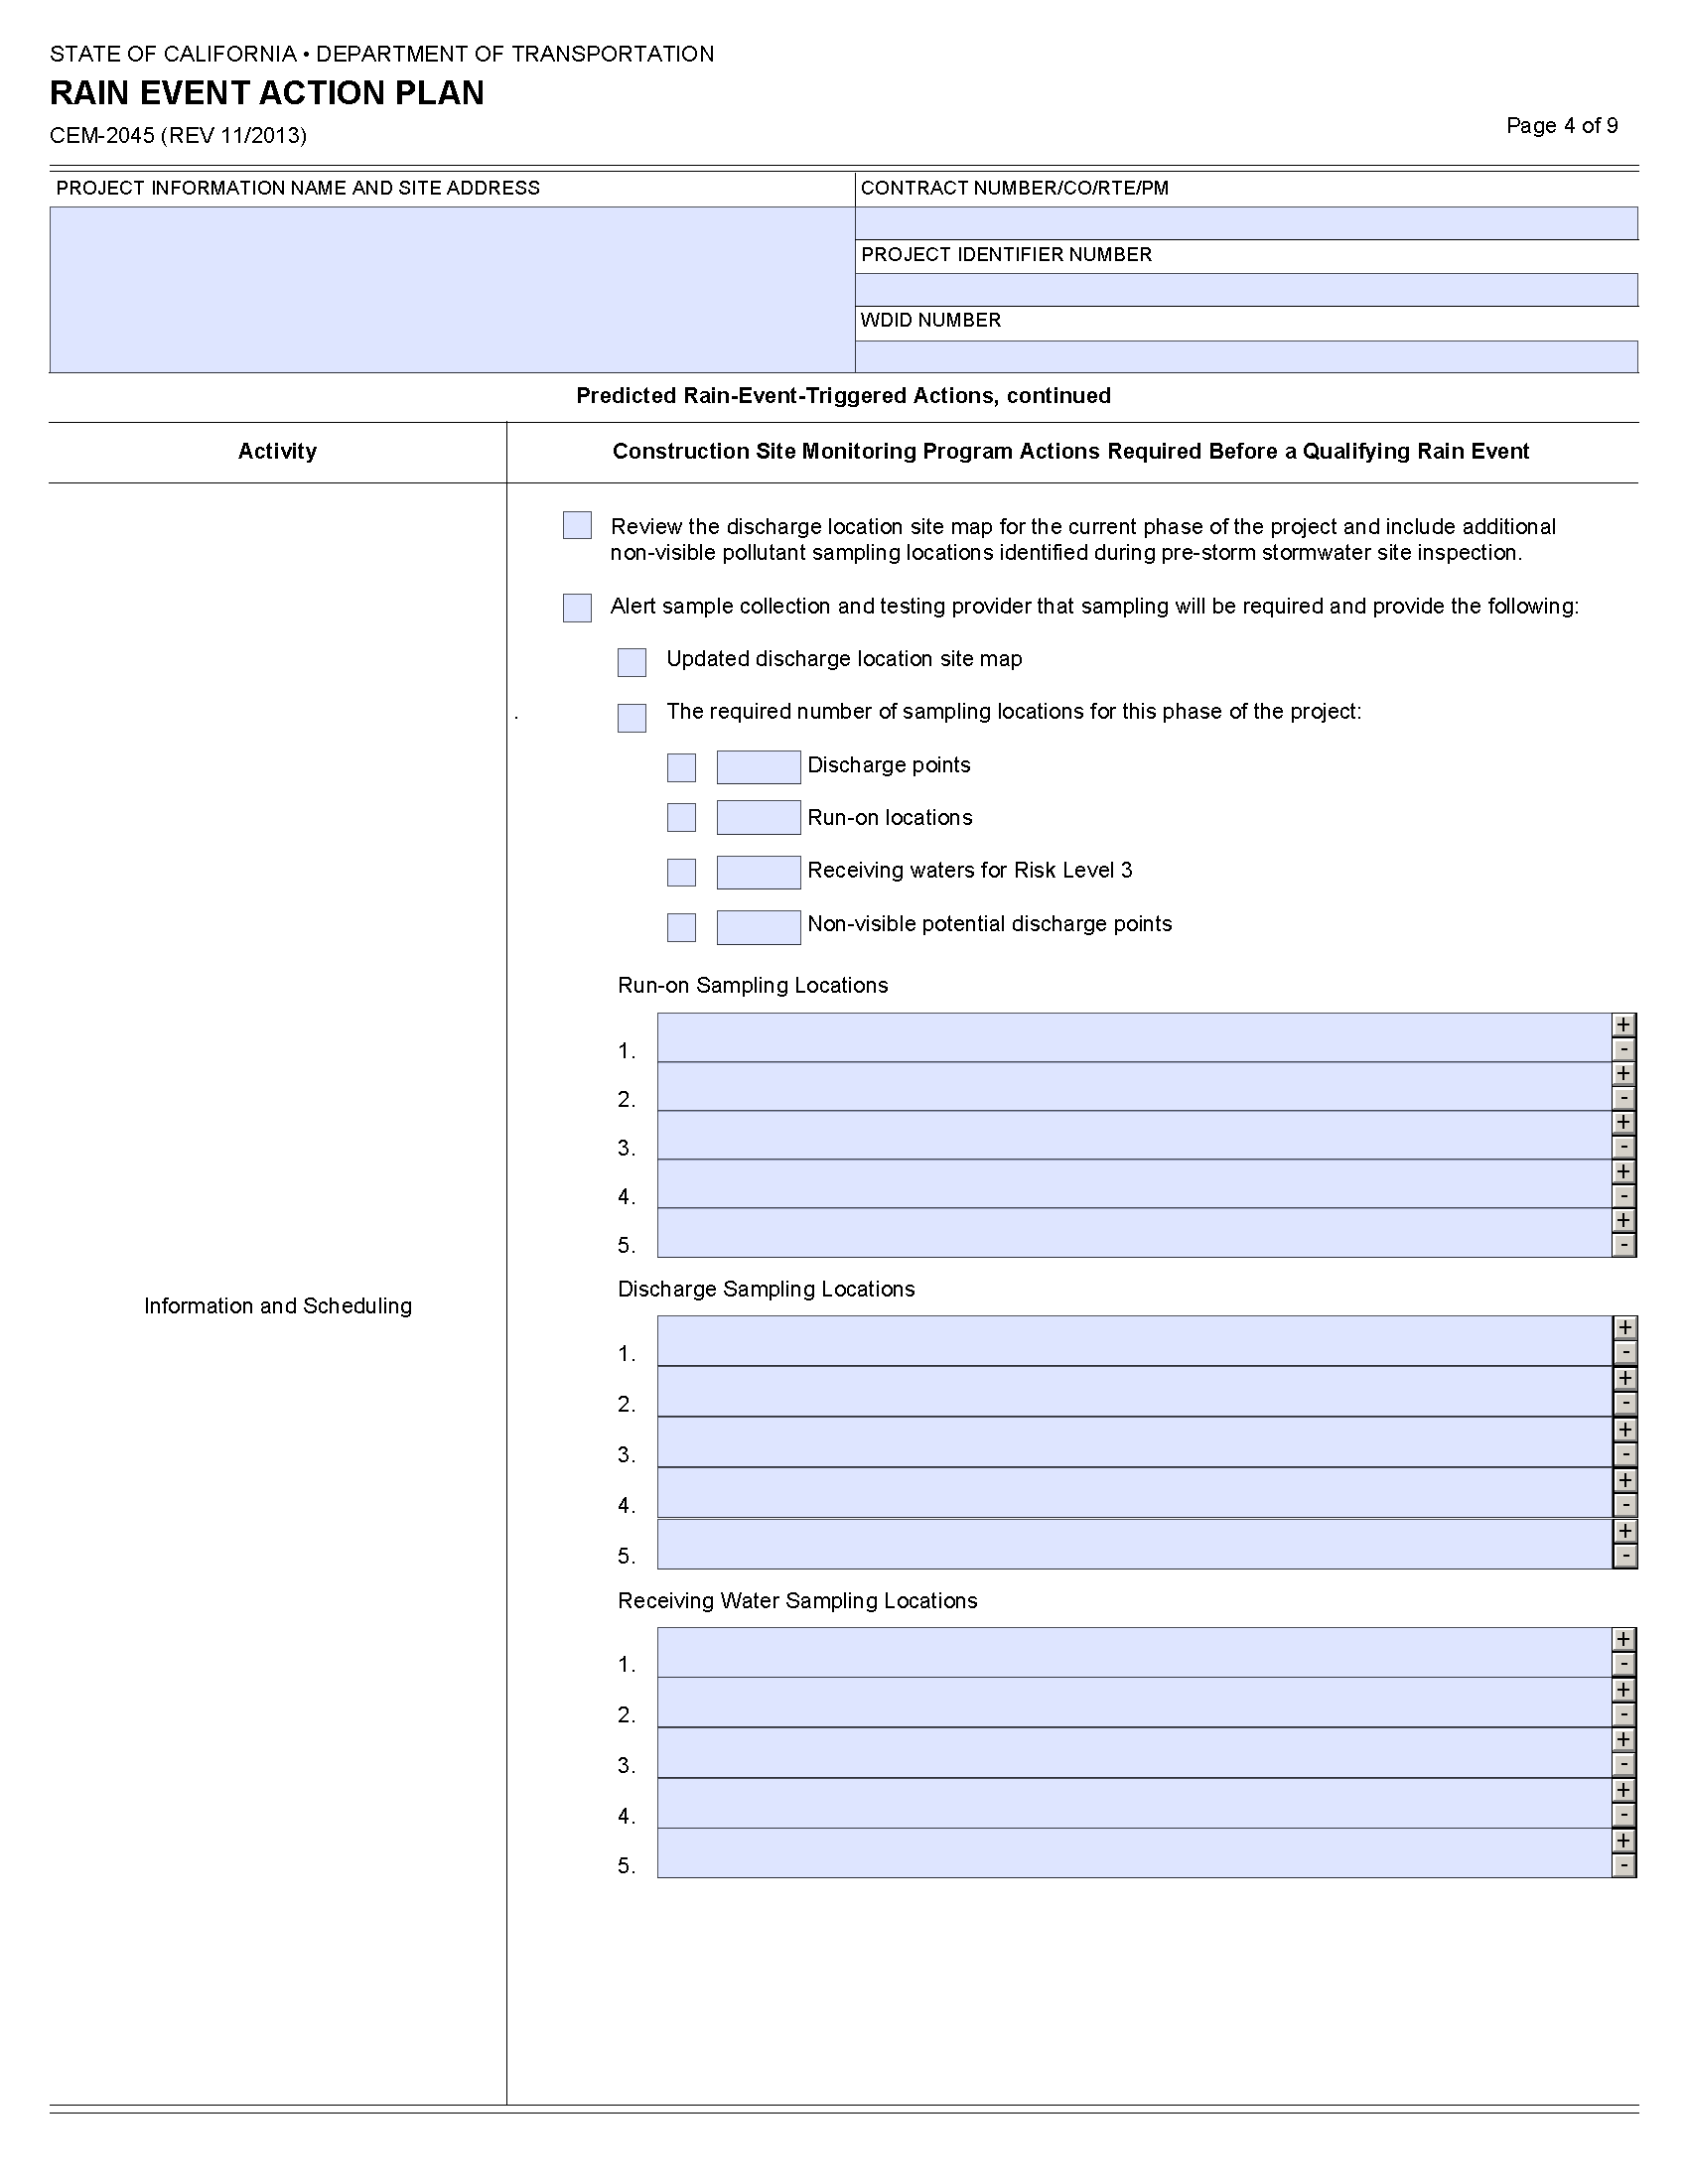 STATE OF CALIFORNIA • DEPARTMENT OF TRANSPORTATION
RAIN EVENT ACTION PLAN
CEM-2045 (REV 11/2013)
Page 4 of 9
PROJECT INFORMATION NAME AND SITE ADDRESS
CONTRACT NUMBER/CO/RTE/PM
PROJECT IDENTIFIER NUMBER
WDID NUMBER
Predicted Rain-Event-Triggered Actions, continued
Activity
Construction Site Monitoring Program Actions Required Before a Qualifying Rain Event
Information and Scheduling
Review the discharge location site map for the current phase of the project and include additional
non-visible pollutant sampling locations identified during pre-storm stormwater site inspection.
Alert sample collection and testing provider that sampling will be required and provide the following:
Updated discharge location site map
.
The required number of sampling locations for this phase of the project:
Discharge points
Run-on locations
Receiving waters for Risk Level 3
Non-visible potential discharge points
Run-on Sampling Locations
1. + -
2. + -
3. + -
4. + -
5. + -
Discharge Sampling Locations
1. + -
2. + -
3. + -
4. + -
5. + -
Receiving Water Sampling Locations
1. + -
2. + -
3. + -
4. + -
5. + -